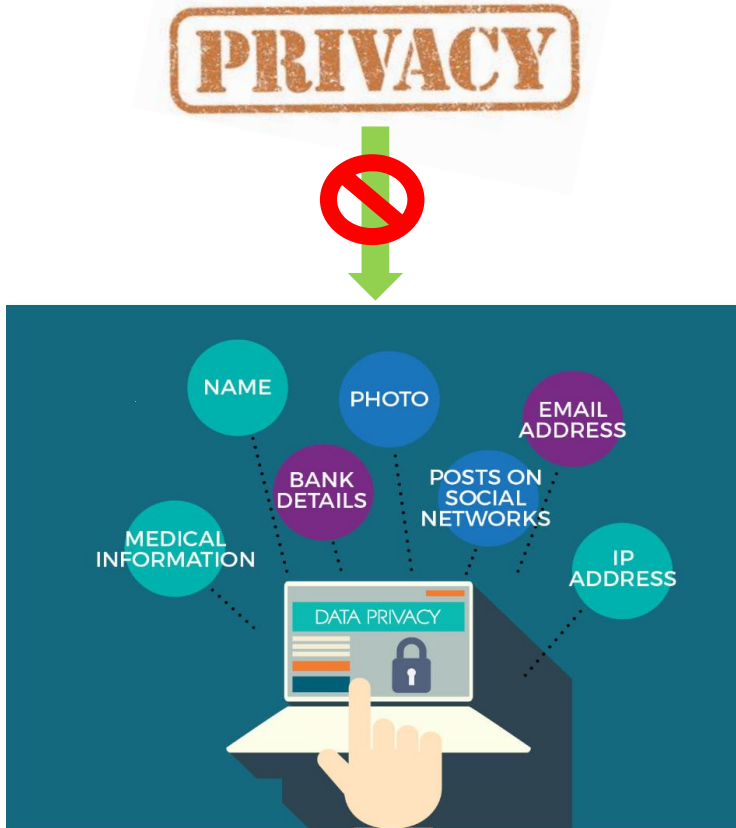 PRIVACY
NAME
PHOTO
EMAIL
ADDRESS
BANK
DETAILS
POSTS ON
SOCIAL
NETWORKS
MEDICAL
INFORMATION
IP
ADDRESS
DATA PRIVACY